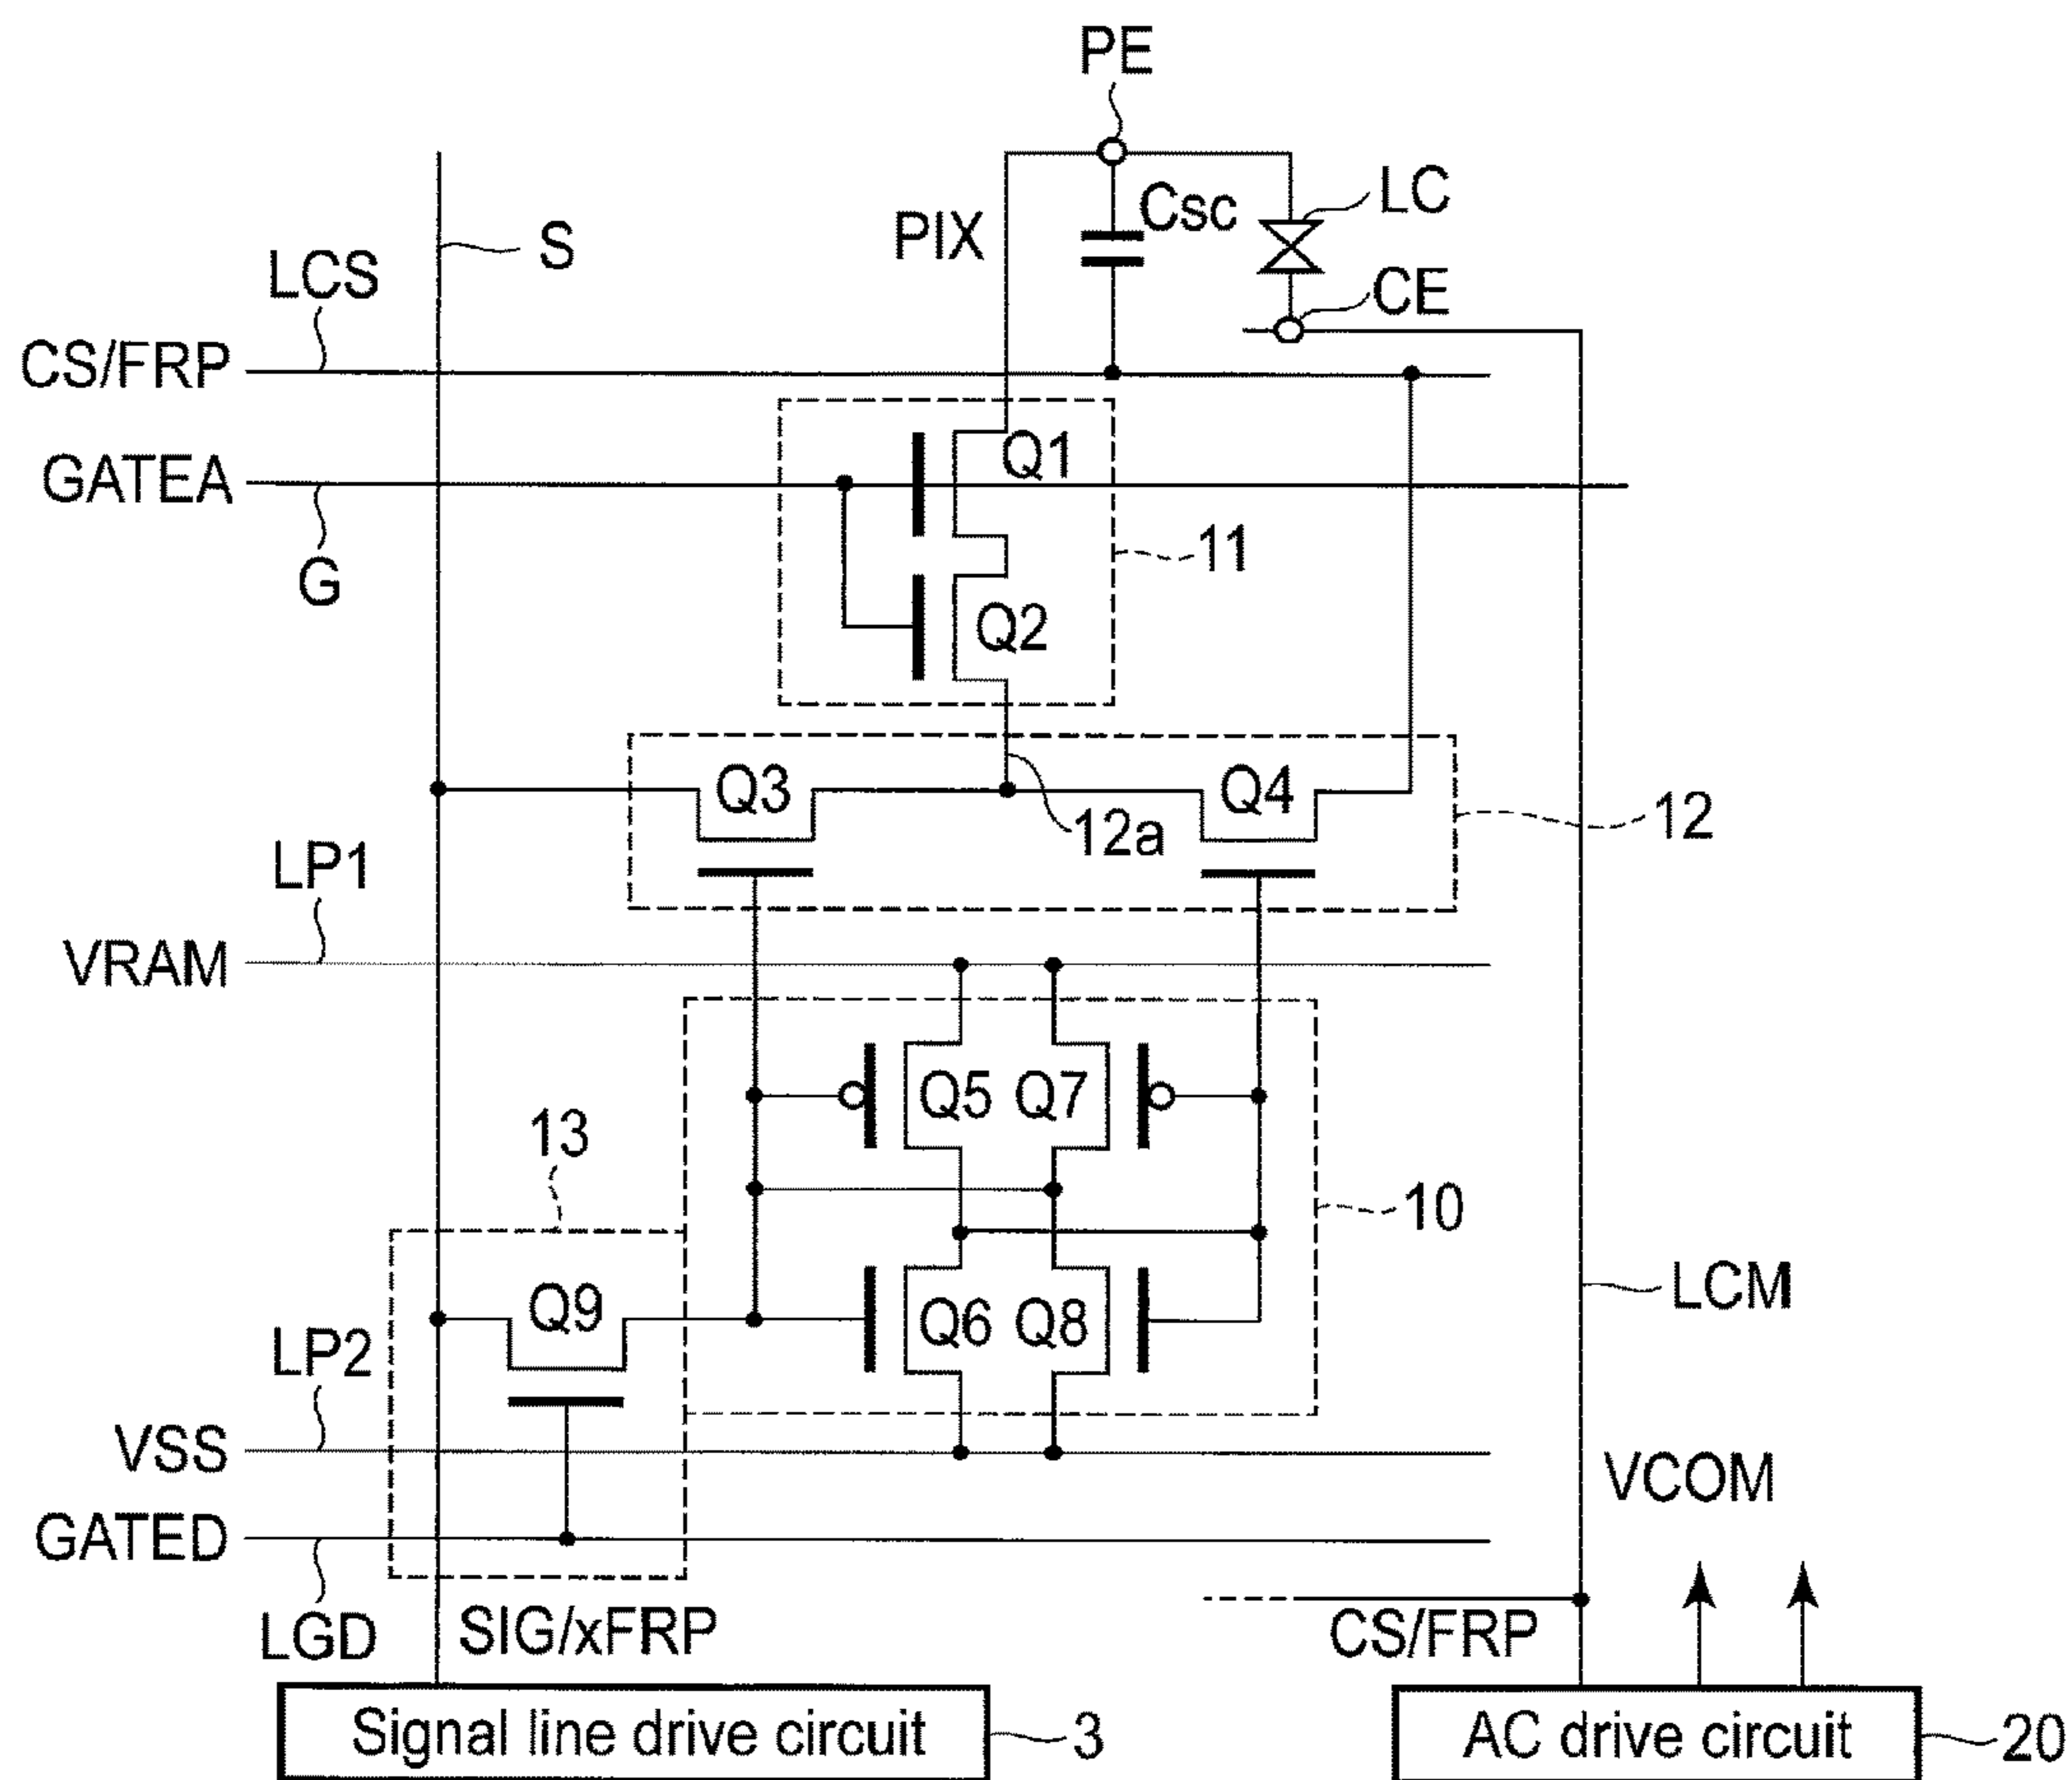 PE
LC
Csc
PIX
S
LCS
CE
CS/FRP
Q1
GATEA
11
G
Q2
Q3
Q4
12
12a
LP1
VRAM
Q5
Q7
13
10
Q9
Q6
Q8
LCM
LP2
VSS
VCOM
GATED
LGD
SIG/xFRP
CS/FRP
Signal line drive circuit
3
AC drive circuit
20